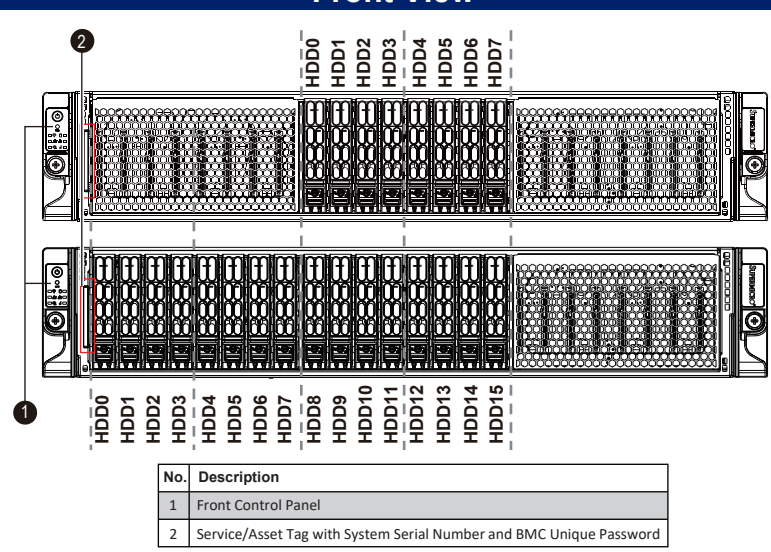 Front View
2
HDD0
HDD1
HDD2
HDD3
HDD4
HDD5
HDD6
HDD7
1
HDD0
HDD1
HDD2
HDD3
HDD4
HDD5
HDD6
HDD7
HDD8
HDD9
HDD10
HDD11
HDD12
HDD13
HDD14
HDD15
No. Description
1 Front Control Panel
2 Service/Asset Tag with System Serial Number and BMC Unique Password